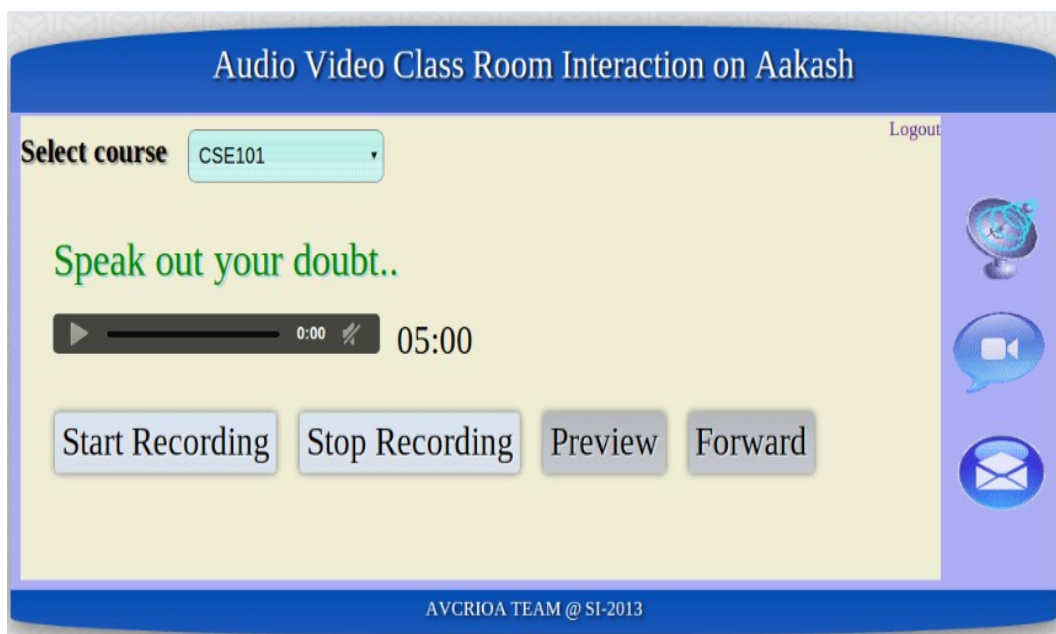 Audio Video Class Room Interaction on Aakash
Logout
Select course CSE101
Speak out your doubt..
0:00 05:00
Start Recording Stop Recording Preview Forward
AVCRIOA TEAM @ SI-2013